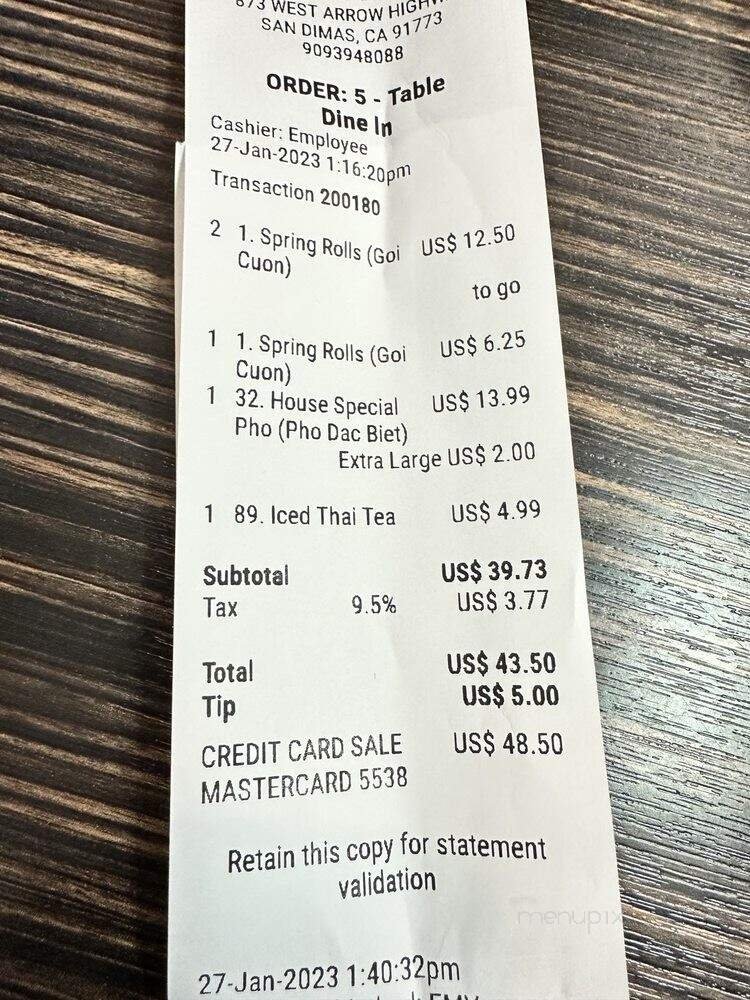 873 WEST ARROW
SAN DIMAS, CA 91773
9093948088
ORDER: 5 - Table
Dine In
Cashier: Employee
27-Jan-2023 1:16:20pm
Transaction 200180
2 1. Spring Rolls (Goi US$ 12.50
Cuon)
to go
1 1. Spring Rolls (Goi US$ 6.25
Cuon)
1 32. House Special US$ 13.99
Pho (Pho Dac Biet)
Extra Large US$ 2.00
1 89. Iced Thai Tea US$ 4.99
Subtotal US$ 39.73
Tax 9.5% US$ 3.77
Total US$ 43.50
Tip US$ 5.00
CREDIT CARD SALE US$ 48.50
MASTERCARD 5538
Retain this copy for statement
validation
menupix
27-Jan-2023 1:40:32pm